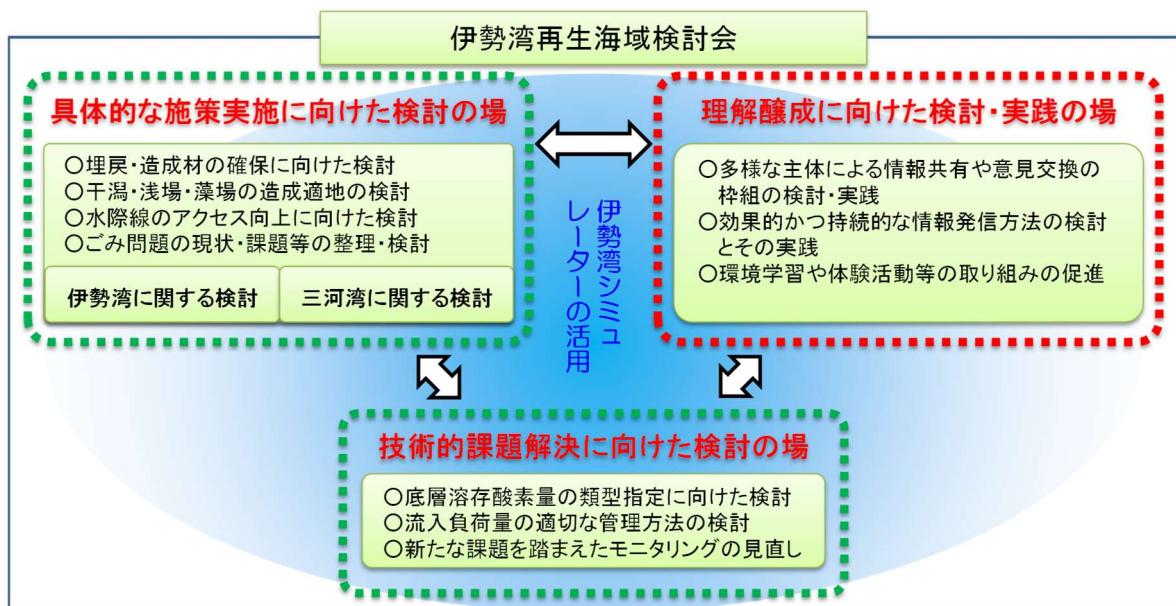 伊勢湾再生海域検討会
具体的な施策実施に向けた検討の場
○埋戻・造成材の確保に向けた検討
○干潟・浅場・藻場の造成適地の検討
○水際線のアクセス向上に向けた検討
○ごみ問題の現状・課題等の整理・検討
伊勢湾に関する検討
三河湾に関する検討
伊勢湾シミュ
レーターの活用
理解醸成に向けた検討・実践の場
○多様な主体による情報共有や意見交換の
枠組の検討・実践
○効果的かつ持続的な情報発信方法の検討
とその実践
○環境学習や体験活動等の取り組みの促進
技術的課題解決に向けた検討の場
○底層溶存酸素量の類型指定に向けた検討
○流入負荷量の適切な管理方法の検討
○新たな課題を踏まえたモニタリングの見直し